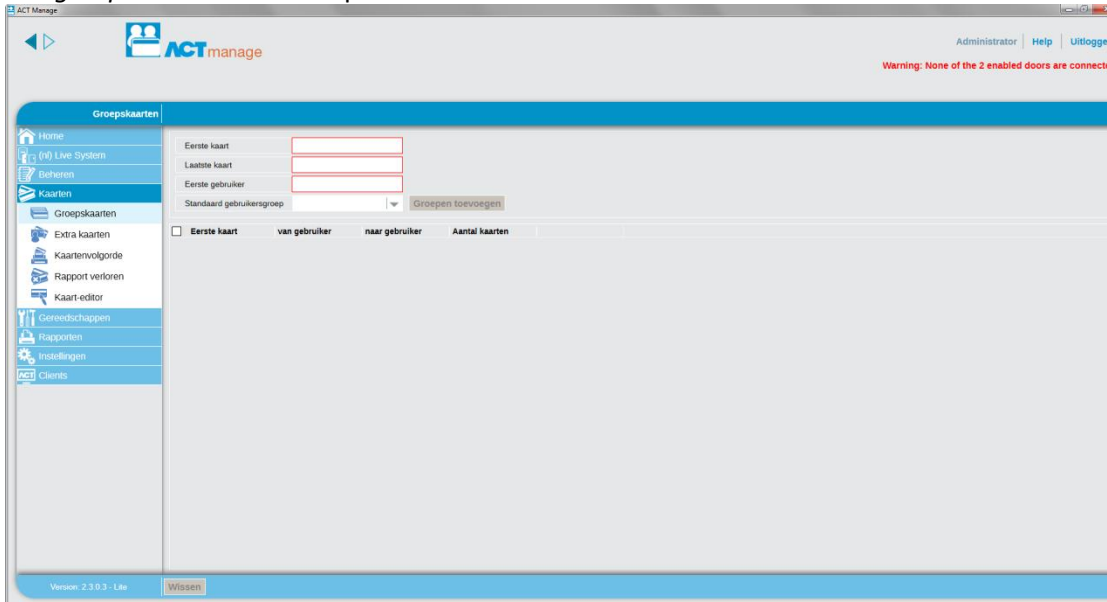 ACT Manage
ACTmanage
Administrator Help Uitlogge
Warning: None of the 2 enabled doors are connecte
Groepskaarten
Home
(nl) Live System
Beheren
Kaarten
Groepskaarten
Extra kaarten
Kaartenvolgorde
Rapport verloren
Kaart-editor
Gereedschappen
Rapporten
Instellingen
ACT Clients
Eerste kaart
Laatste kaart
Eerste gebruiker
Standaard gebruikersgroep Groepen toevoegen
Eerste kaart van gebruiker naar gebruiker Aantal kaarten
Version: 2.3.0.3 - Lite Wissen